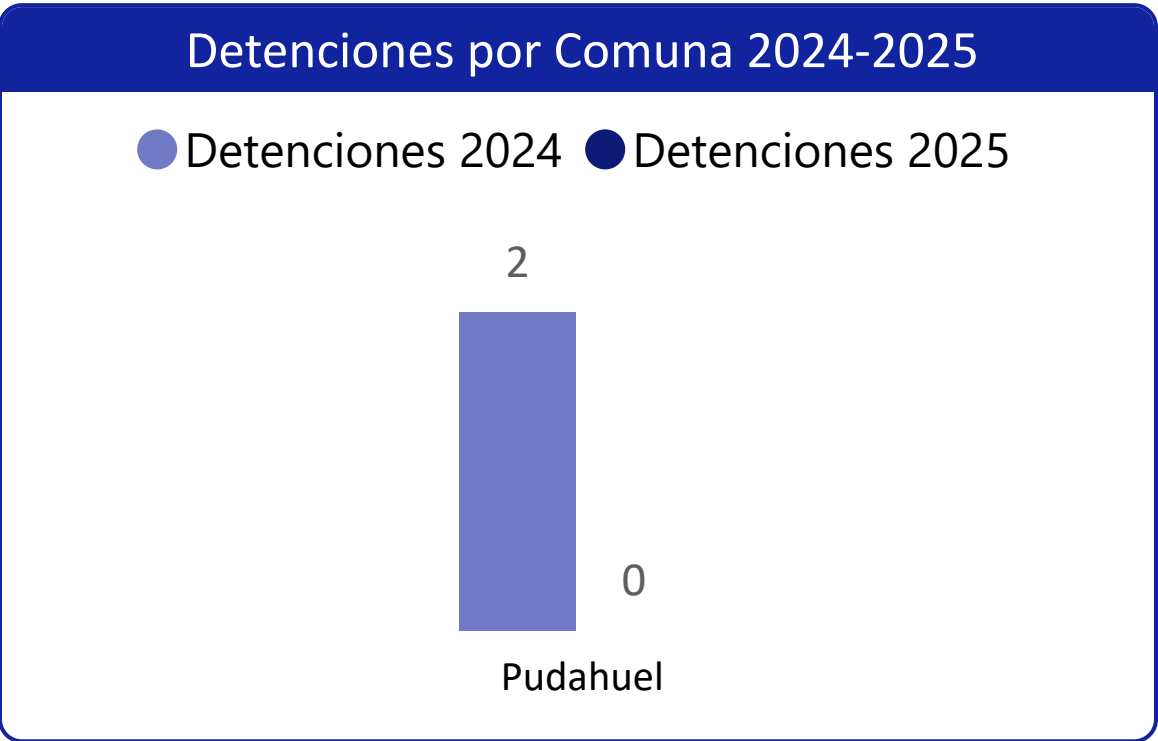 Detenciones por Comuna 2024-2025
Detenciones 2024 Detenciones 2025
2
0
Pudahuel